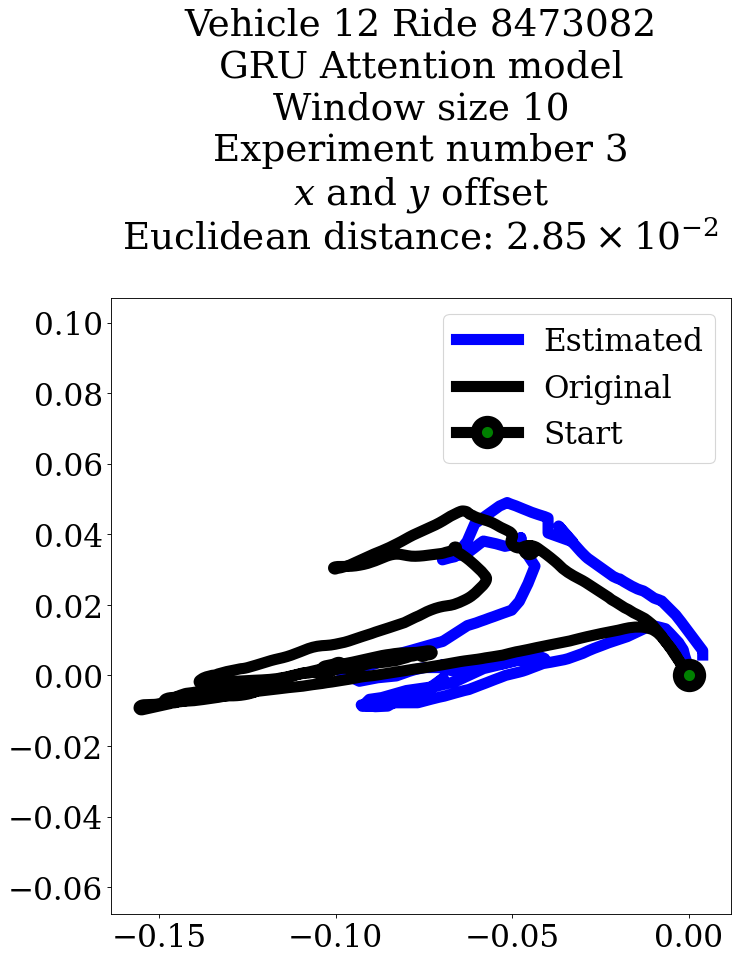 Vehicle 12 Ride 8473082
GRU Attention model
Window size 10
Experiment number 3
x and y offset
Euclidean distance: 2.85 × 10⁻²
Estimated
Original
Start
0.10
0.08
0.06
0.04
0.02
0.00
−0.02
−0.04
−0.06
−0.15 −0.10 −0.05 0.00